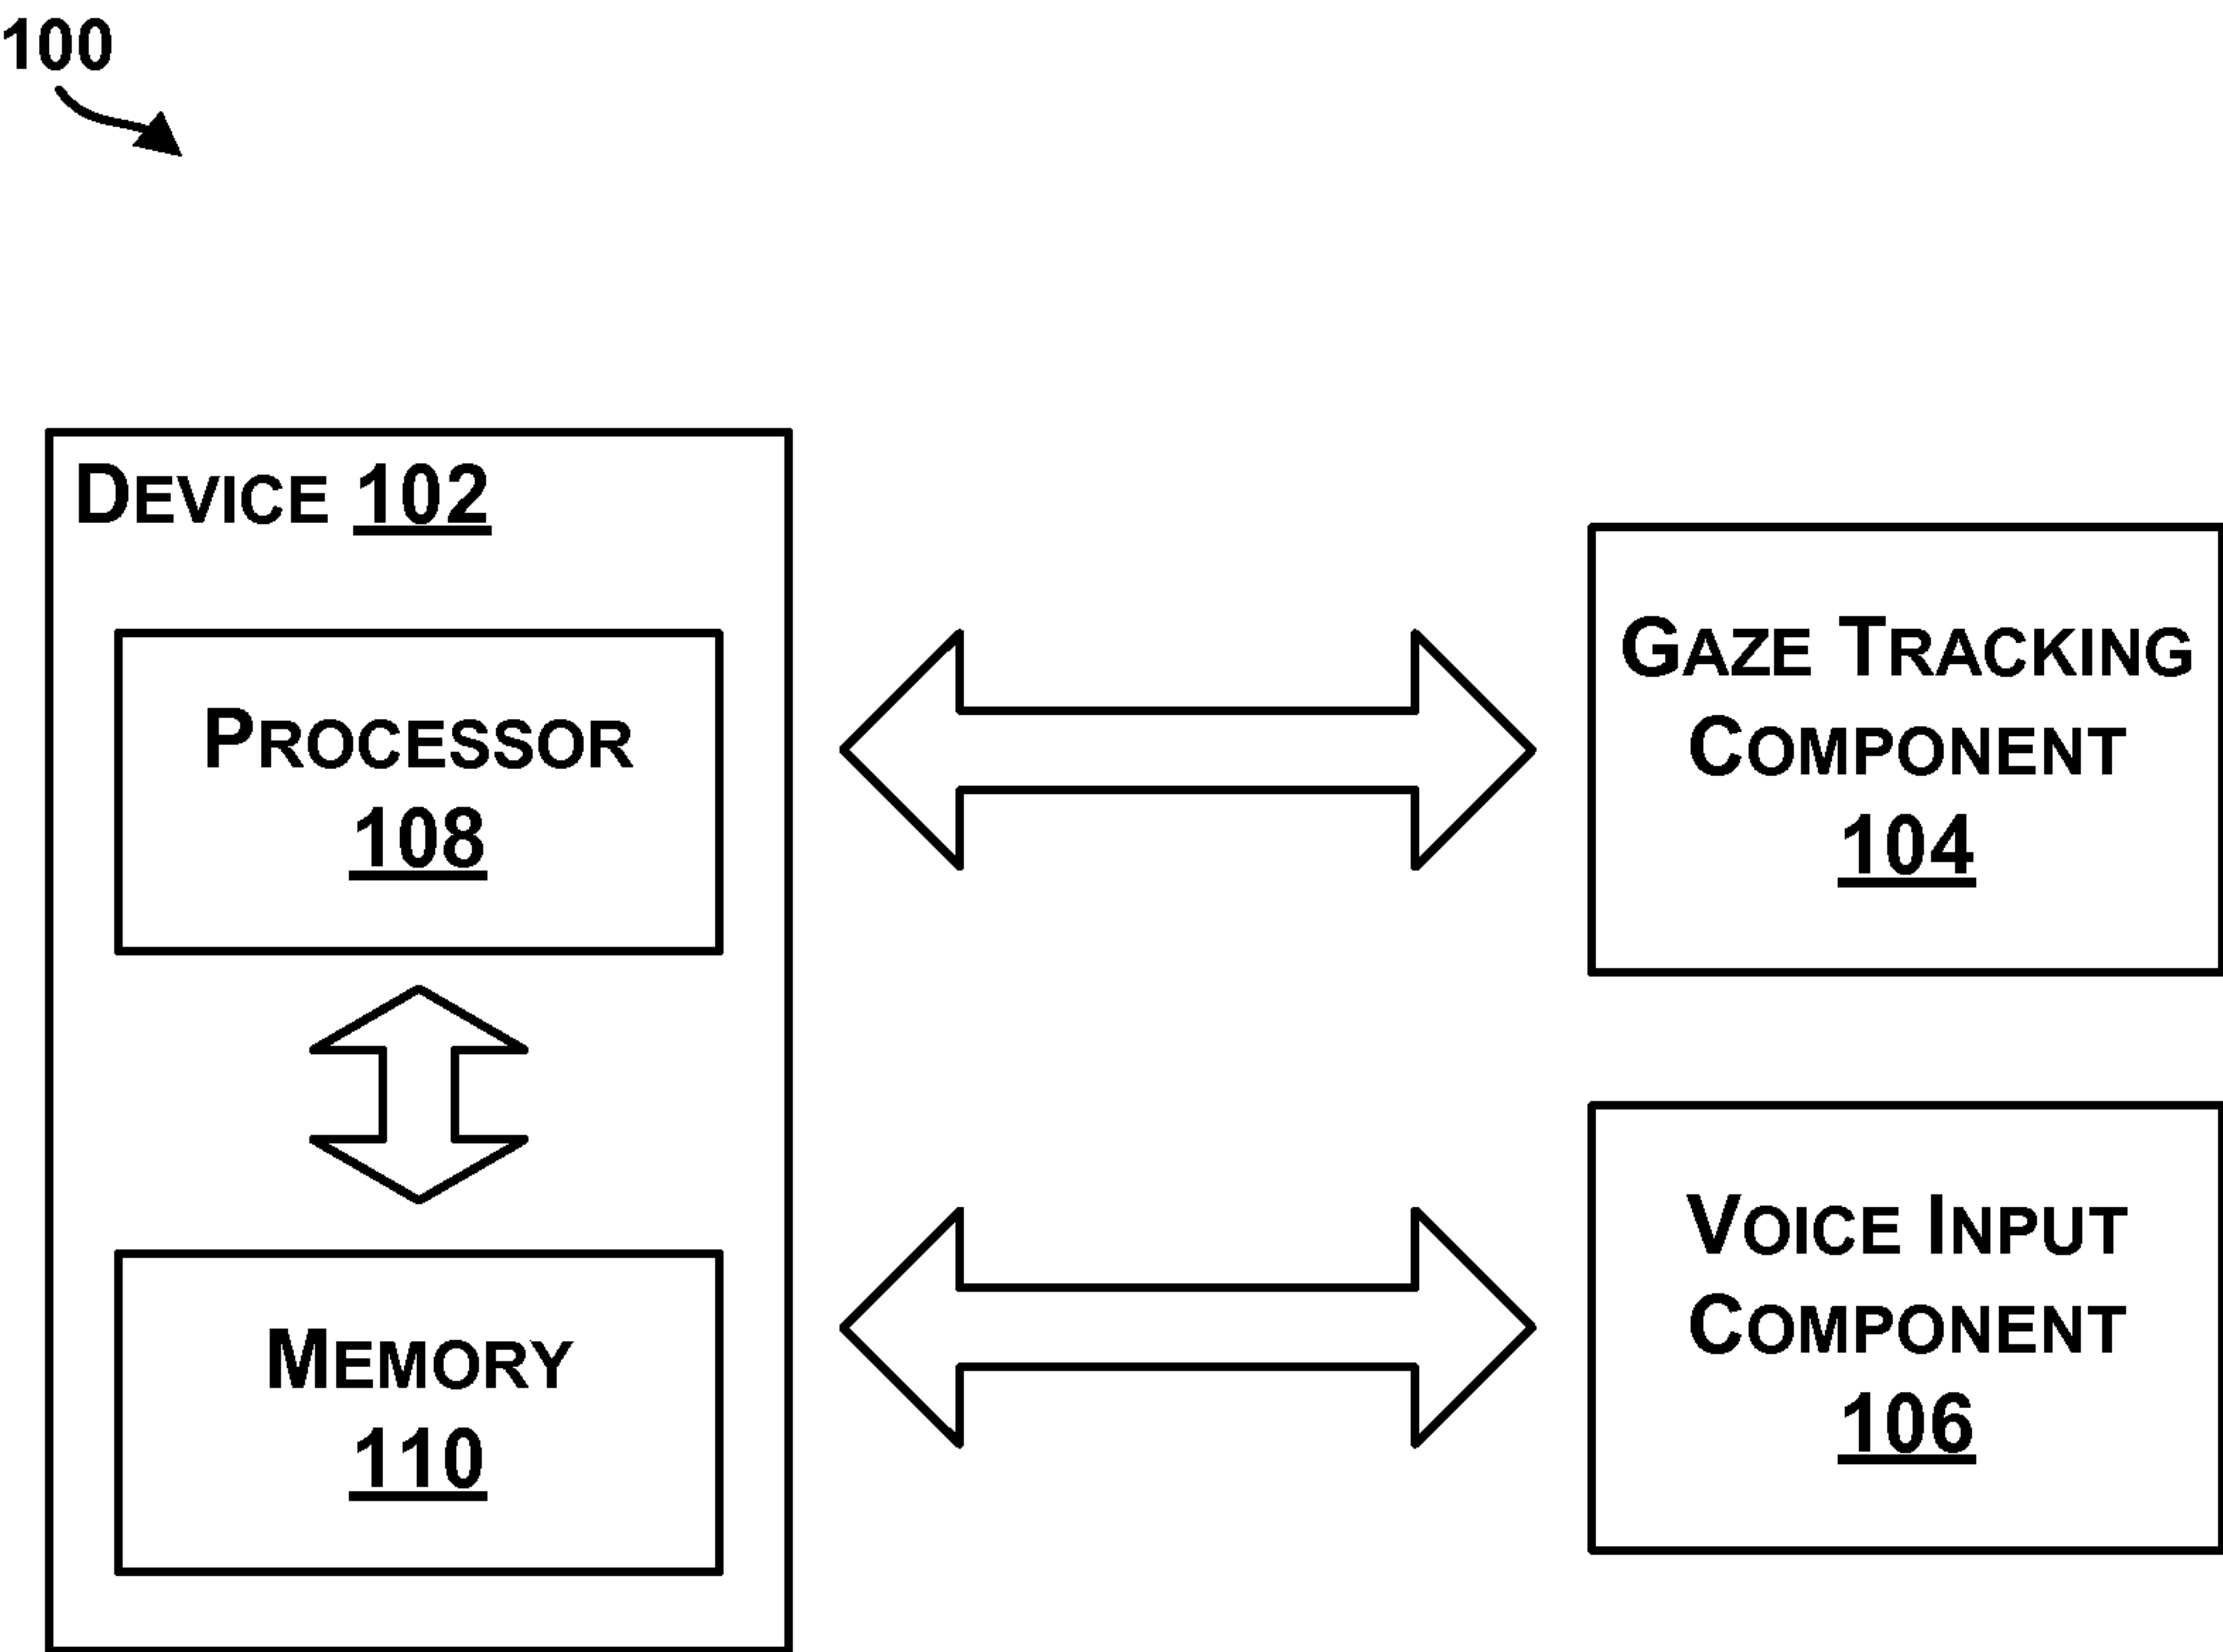 100
DEVICE 102
PROCESSOR
108
GAZE TRACKING
COMPONENT
104
MEMORY
110
VOICE INPUT
COMPONENT
106